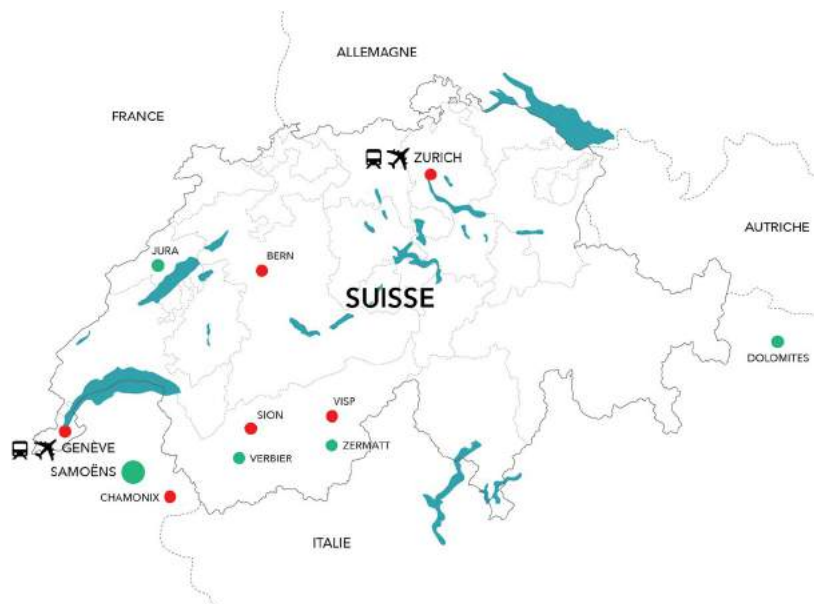 ALLEMAGNE
FRANCE
ZURICH
AUTRICHE
JURA
BERN
SUISSE
DOLOMITES
VISP
SION
GENÈVE
ZERMATT
VERBIER
SAMOËNS
CHAMONIX
ITALIE